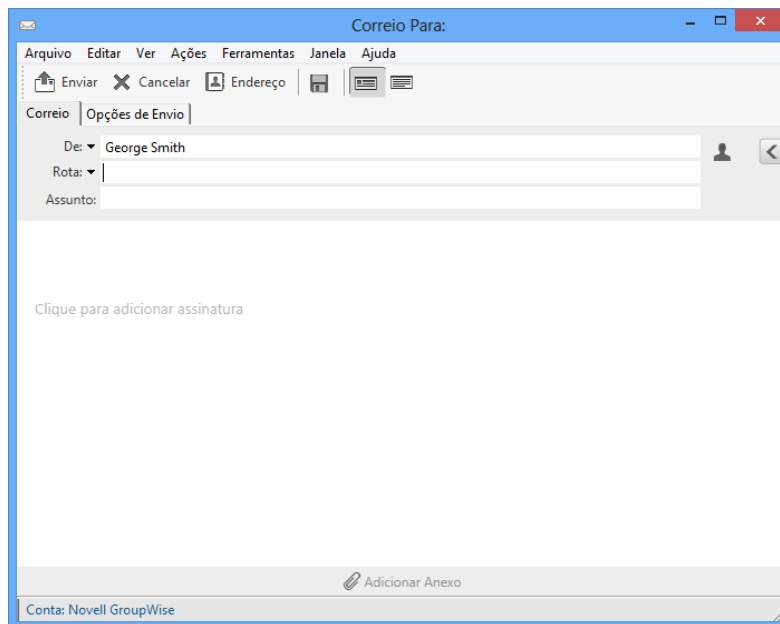 Correio Para:
Arquivo Editar Ver Ações Ferramentas Janela Ajuda
Enviar Cancelar Endereço
Correio Opções de Envio
De: George Smith
Rota:
Assunto:
Clique para adicionar assinatura
Adicionar Anexo
Conta: Novell GroupWise